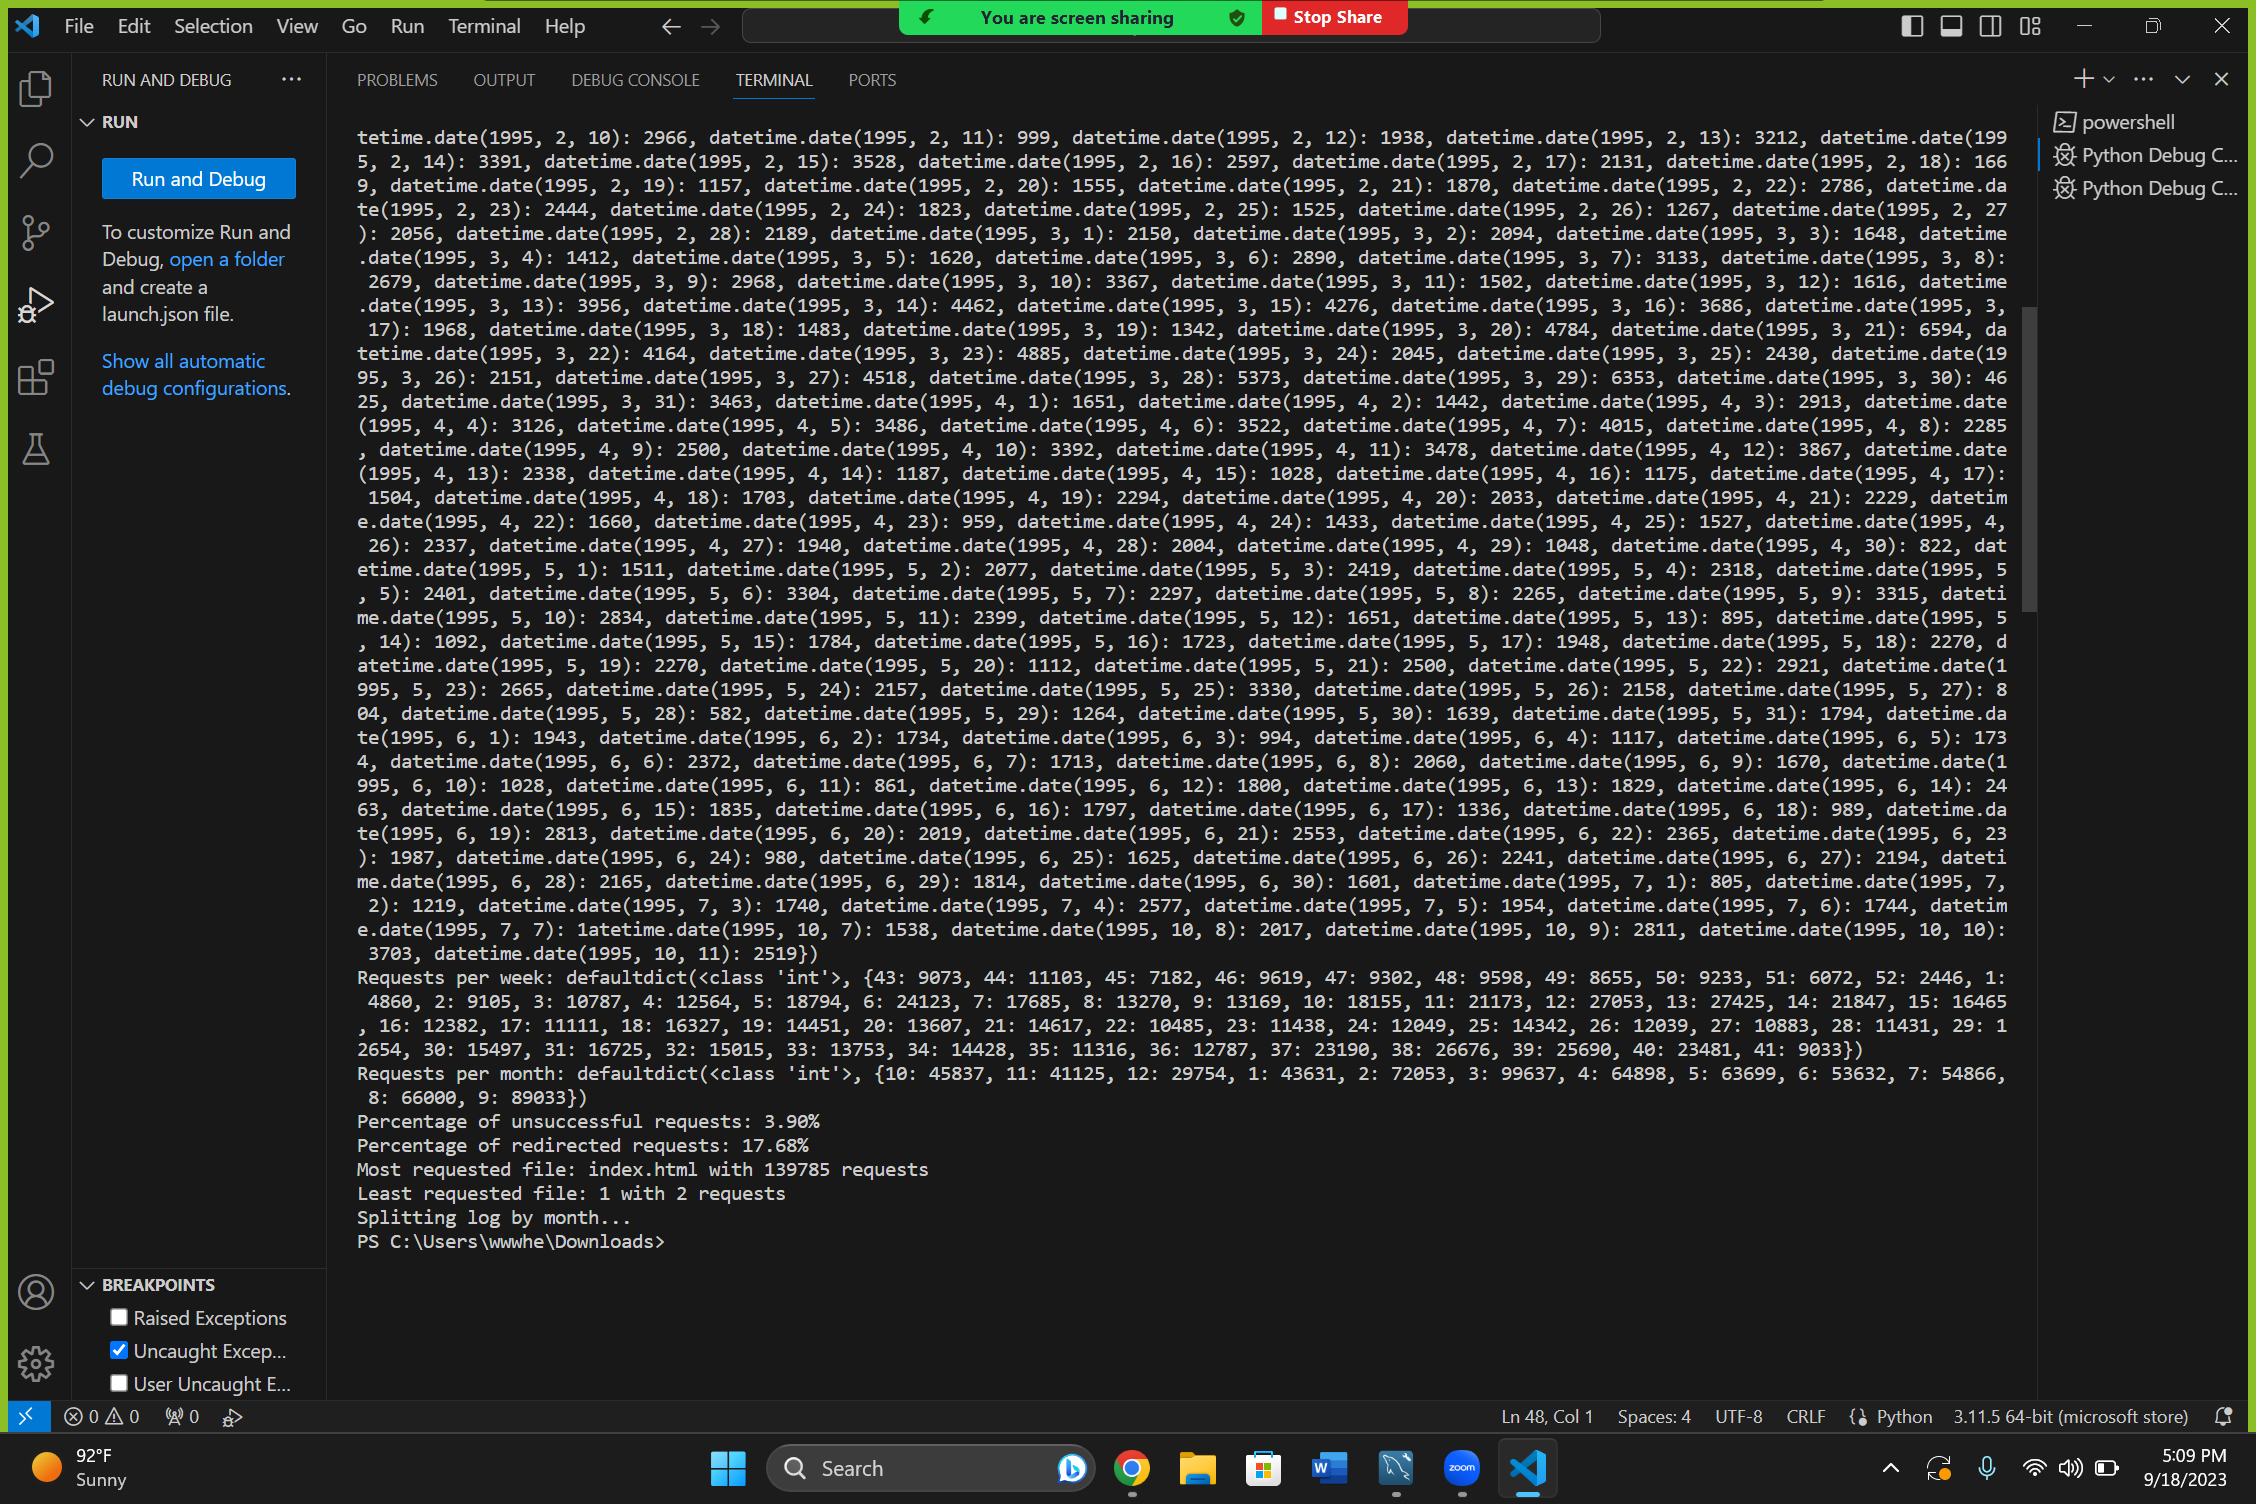 You are screen sharing
Stop Share
File Edit Selection View Go Run Terminal Help
RUN AND DEBUG
PROBLEMS OUTPUT DEBUG CONSOLE TERMINAL PORTS
RUN
Run and Debug
To customize Run and
Debug, open a folder
and create a
launch.json file.
Show all automatic
debug configurations.
tetime.date(1995, 2, 10): 2966, datetime.date(1995, 2, 11): 999, datetime.date(1995, 2, 12): 1938, datetime.date(1995, 2, 13): 3212, datetime.date(199
5, 2, 14): 3391, datetime.date(1995, 2, 15): 3528, datetime.date(1995, 2, 16): 2597, datetime.date(1995, 2, 17): 2131, datetime.date(1995, 2, 18): 166
9, datetime.date(1995, 2, 19): 1157, datetime.date(1995, 2, 20): 1555, datetime.date(1995, 2, 21): 1870, datetime.date(1995, 2, 22): 2786, datetime.da
te(1995, 2, 23): 2444, datetime.date(1995, 2, 24): 1823, datetime.date(1995, 2, 25): 1525, datetime.date(1995, 2, 26): 1267, datetime.date(1995, 2, 27
): 2056, datetime.date(1995, 2, 28): 2189, datetime.date(1995, 3, 1): 2150, datetime.date(1995, 3, 2): 2094, datetime.date(1995, 3, 3): 1648, datetime
.date(1995, 3, 4): 1412, datetime.date(1995, 3, 5): 1620, datetime.date(1995, 3, 6): 2890, datetime.date(1995, 3, 7): 3133, datetime.date(1995, 3, 8):
2679, datetime.date(1995, 3, 9): 2968, datetime.date(1995, 3, 10): 3367, datetime.date(1995, 3, 11): 1502, datetime.date(1995, 3, 12): 1616, datetime
.date(1995, 3, 13): 3956, datetime.date(1995, 3, 14): 4462, datetime.date(1995, 3, 15): 4276, datetime.date(1995, 3, 16): 3686, datetime.date(1995, 3,
17): 1968, datetime.date(1995, 3, 18): 1483, datetime.date(1995, 3, 19): 1342, datetime.date(1995, 3, 20): 4784, datetime.date(1995, 3, 21): 6594, da
tetime.date(1995, 3, 22): 4164, datetime.date(1995, 3, 23): 4885, datetime.date(1995, 3, 24): 2045, datetime.date(1995, 3, 25): 2430, datetime.date(19
95, 3, 26): 2151, datetime.date(1995, 3, 27): 4518, datetime.date(1995, 3, 28): 5373, datetime.date(1995, 3, 29): 6353, datetime.date(1995, 3, 30): 46
25, datetime.date(1995, 3, 31): 3463, datetime.date(1995, 4, 1): 1651, datetime.date(1995, 4, 2): 1442, datetime.date(1995, 4, 3): 2913, datetime.date
(1995, 4, 4): 3126, datetime.date(1995, 4, 5): 3486, datetime.date(1995, 4, 6): 3522, datetime.date(1995, 4, 7): 4015, datetime.date(1995, 4, 8): 2285
, datetime.date(1995, 4, 9): 2500, datetime.date(1995, 4, 10): 3392, datetime.date(1995, 4, 11): 3478, datetime.date(1995, 4, 12): 3867, datetime.date
(1995, 4, 13): 2338, datetime.date(1995, 4, 14): 1187, datetime.date(1995, 4, 15): 1028, datetime.date(1995, 4, 16): 1175, datetime.date(1995, 4, 17):
1504, datetime.date(1995, 4, 18): 1703, datetime.date(1995, 4, 19): 2294, datetime.date(1995, 4, 20): 2033, datetime.date(1995, 4, 21): 2229, datetim
e.date(1995, 4, 22): 1660, datetime.date(1995, 4, 23): 959, datetime.date(1995, 4, 24): 1433, datetime.date(1995, 4, 25): 1527, datetime.date(1995, 4,
26): 2337, datetime.date(1995, 4, 27): 1940, datetime.date(1995, 4, 28): 2004, datetime.date(1995, 4, 29): 1048, datetime.date(1995, 4, 30): 822, dat
etime.date(1995, 5, 1): 1511, datetime.date(1995, 5, 2): 2077, datetime.date(1995, 5, 3): 2419, datetime.date(1995, 5, 4): 2318, datetime.date(1995, 5
, 5): 2401, datetime.date(1995, 5, 6): 3304, datetime.date(1995, 5, 7): 2297, datetime.date(1995, 5, 8): 2265, datetime.date(1995, 5, 9): 3315, dateti
me.date(1995, 5, 10): 2834, datetime.date(1995, 5, 11): 2399, datetime.date(1995, 5, 12): 1651, datetime.date(1995, 5, 13): 895, datetime.date(1995, 5
, 14): 1092, datetime.date(1995, 5, 15): 1784, datetime.date(1995, 5, 16): 1723, datetime.date(1995, 5, 17): 1948, datetime.date(1995, 5, 18): 2270, d
atetime.date(1995, 5, 19): 2270, datetime.date(1995, 5, 20): 1112, datetime.date(1995, 5, 21): 2500, datetime.date(1995, 5, 22): 2921, datetime.date(1
995, 5, 23): 2665, datetime.date(1995, 5, 24): 2157, datetime.date(1995, 5, 25): 3330, datetime.date(1995, 5, 26): 2158, datetime.date(1995, 5, 27): 8
04, datetime.date(1995, 5, 28): 582, datetime.date(1995, 5, 29): 1264, datetime.date(1995, 5, 30): 1639, datetime.date(1995, 5, 31): 1794, datetime.da
te(1995, 6, 1): 1943, datetime.date(1995, 6, 2): 1734, datetime.date(1995, 6, 3): 994, datetime.date(1995, 6, 4): 1117, datetime.date(1995, 6, 5): 173
4, datetime.date(1995, 6, 6): 2372, datetime.date(1995, 6, 7): 1713, datetime.date(1995, 6, 8): 2060, datetime.date(1995, 6, 9): 1670, datetime.date(1
995, 6, 10): 1028, datetime.date(1995, 6, 11): 861, datetime.date(1995, 6, 12): 1800, datetime.date(1995, 6, 13): 1829, datetime.date(1995, 6, 14): 24
63, datetime.date(1995, 6, 15): 1835, datetime.date(1995, 6, 16): 1797, datetime.date(1995, 6, 17): 1336, datetime.date(1995, 6, 18): 989, datetime.da
te(1995, 6, 19): 2813, datetime.date(1995, 6, 20): 2019, datetime.date(1995, 6, 21): 2553, datetime.date(1995, 6, 22): 2365, datetime.date(1995, 6, 23
): 1987, datetime.date(1995, 6, 24): 980, datetime.date(1995, 6, 25): 1625, datetime.date(1995, 6, 26): 2241, datetime.date(1995, 6, 27): 2194, dateti
me.date(1995, 6, 28): 2165, datetime.date(1995, 6, 29): 1814, datetime.date(1995, 6, 30): 1601, datetime.date(1995, 7, 1): 805, datetime.date(1995, 7,
2): 1219, datetime.date(1995, 7, 3): 1740, datetime.date(1995, 7, 4): 2577, datetime.date(1995, 7, 5): 1954, datetime.date(1995, 7, 6): 1744, datetim
e.date(1995, 7, 7): 1atetime.date(1995, 10, 7): 1538, datetime.date(1995, 10, 8): 2017, datetime.date(1995, 10, 9): 2811, datetime.date(1995, 10, 10):
3703, datetime.date(1995, 10, 11): 2519})
Requests per week: defaultdict(<class 'int'>, {43: 9073, 44: 11103, 45: 7182, 46: 9619, 47: 9302, 48: 9598, 49: 8655, 50: 9233, 51: 6072, 52: 2446, 1:
4860, 2: 9105, 3: 10787, 4: 12564, 5: 18794, 6: 24123, 7: 17685, 8: 13270, 9: 13169, 10: 18155, 11: 21173, 12: 27053, 13: 27425, 14: 21847, 15: 16465
, 16: 12382, 17: 11111, 18: 16327, 19: 14451, 20: 13607, 21: 14617, 22: 10485, 23: 11438, 24: 12049, 25: 14342, 26: 12039, 27: 10883, 28: 11431, 29: 1
2654, 30: 15497, 31: 16725, 32: 15015, 33: 13753, 34: 14428, 35: 11316, 36: 12787, 37: 23190, 38: 26676, 39: 25690, 40: 23481, 41: 9033})
Requests per month: defaultdict(<class 'int'>, {10: 45837, 11: 41125, 12: 29754, 1: 43631, 2: 72053, 3: 99637, 4: 64898, 5: 63699, 6: 53632, 7: 54866,
8: 66000, 9: 89033})
Percentage of unsuccessful requests: 3.90%
Percentage of redirected requests: 17.68%
Most requested file: index.html with 139785 requests
Least requested file: 1 with 2 requests
Splitting log by month...
PS C:\Users\wwwhe\Downloads>
powershell
Python Debug C...
Python Debug C...
BREAKPOINTS
Raised Exceptions
Uncaught Excep...
User Uncaught E...
0 0 0
Ln 48, Col 1 Spaces: 4 UTF-8 CRLF Python 3.11.5 64-bit (microsoft store)
92°F
Sunny
Search
W
zoom
5:09 PM
9/18/2023